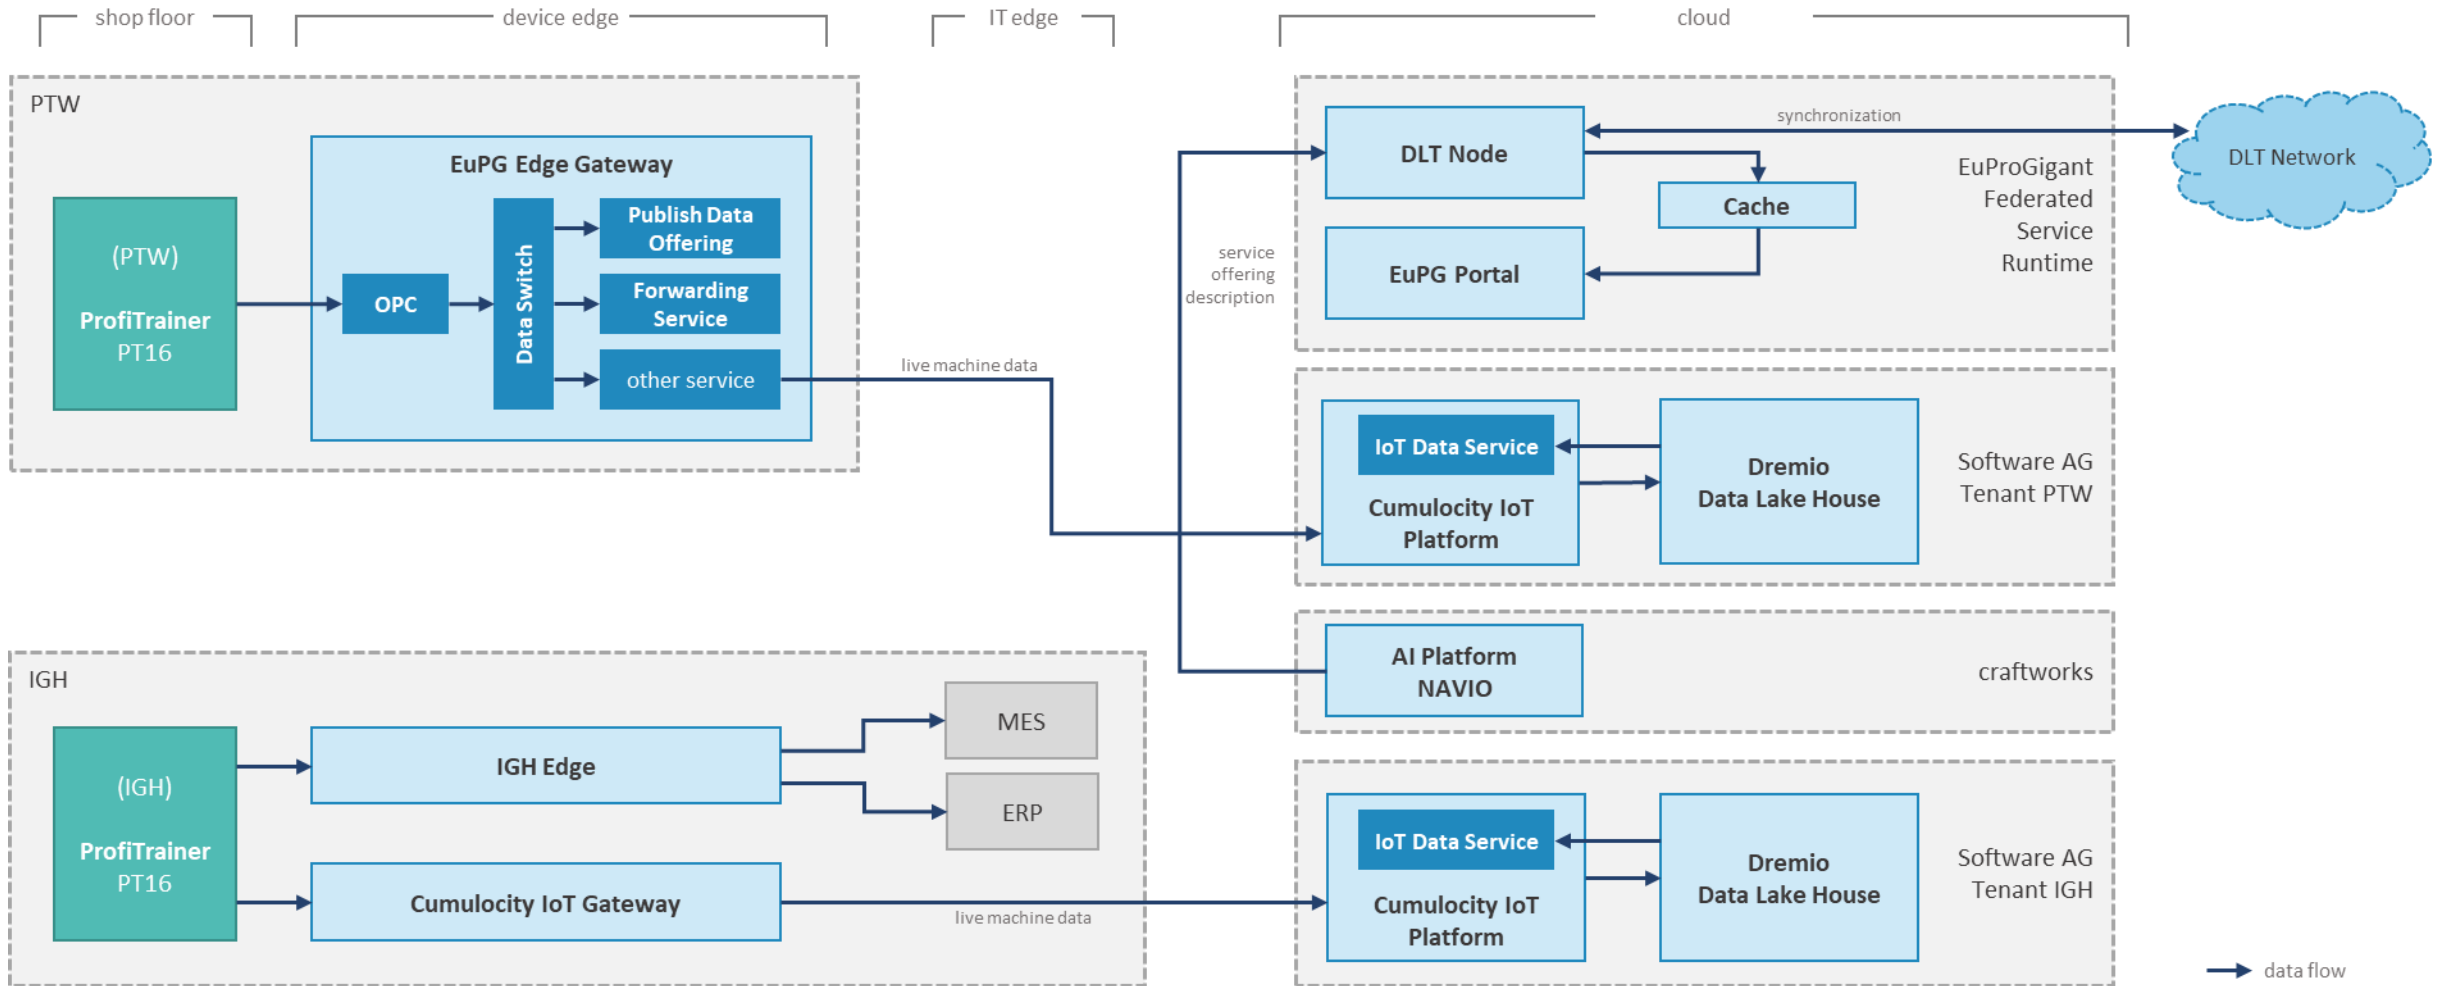 shop floor
device edge
IT edge
cloud
PTW
(PTW)
ProfiTrainer
PT16
EuPG Edge Gateway
OPC
Data Switch
Publish Data
Offering
Forwarding
Service
other service
live machine data
service
offering
description
DLT Node
synchronization
Cache
EuPG Portal
EuProGigant
Federated
Service
Runtime
DLT Network
IoT Data Service
Cumulocity IoT
Platform
Dremio
Data Lake House
Software AG
Tenant PTW
AI Platform
NAVIO
craftworks
IGH
(IGH)
ProfiTrainer
PT16
IGH Edge
MES
ERP
Cumulocity IoT Gateway
live machine data
IoT Data Service
Cumulocity IoT
Platform
Dremio
Data Lake House
Software AG
Tenant IGH
data flow